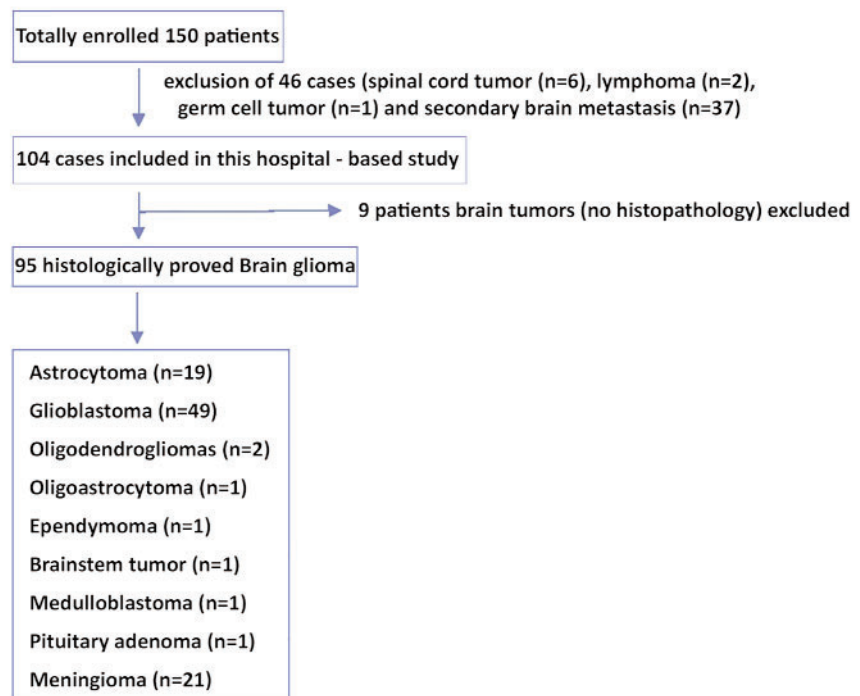 Totally enrolled 150 patients
exclusion of 46 cases (spinal cord tumor (n=6), lymphoma (n=2),
germ cell tumor (n=1) and secondary brain metastasis (n=37)
104 cases included in this hospital - based study
9 patients brain tumors (no histopathology) excluded
95 histologically proved Brain glioma
Astrocytoma (n=19)
Glioblastoma (n=49)
Oligodendrogliomas (n=2)
Oligoastrocytoma (n=1)
Ependymoma (n=1)
Brainstem tumor (n=1)
Medulloblastoma (n=1)
Pituitary adenoma (n=1)
Meningioma (n=21)